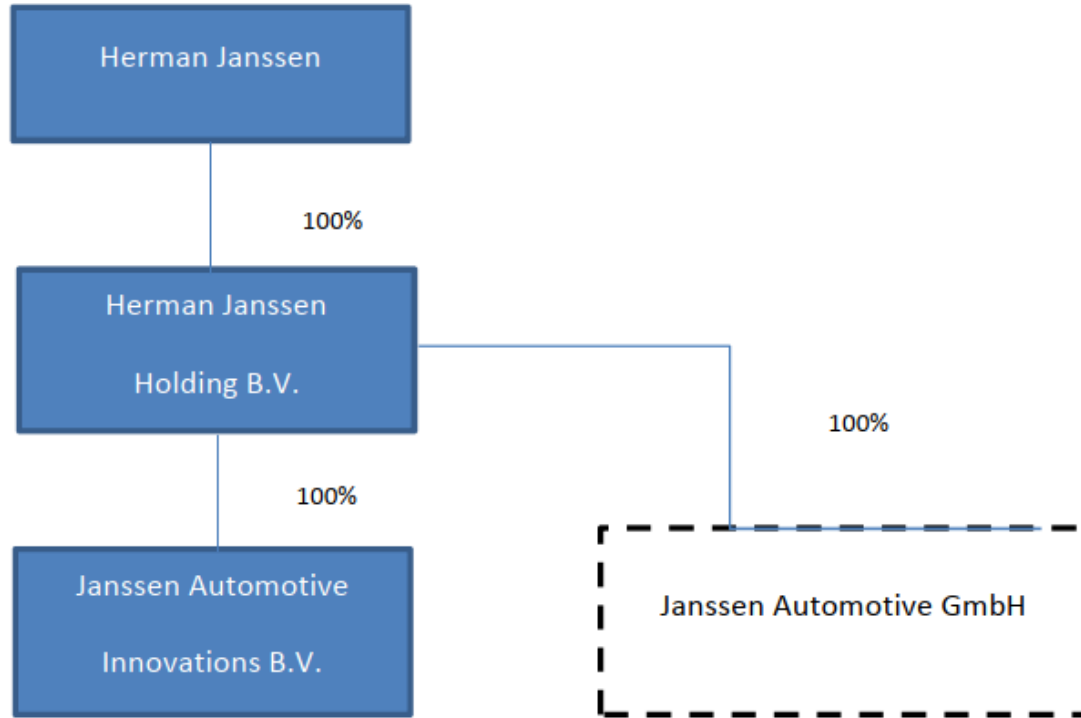 Herman Janssen
100%
Herman Janssen
Holding B.V.
100%
100%
Janssen Automotive
Innovations B.V.
Janssen Automotive GmbH